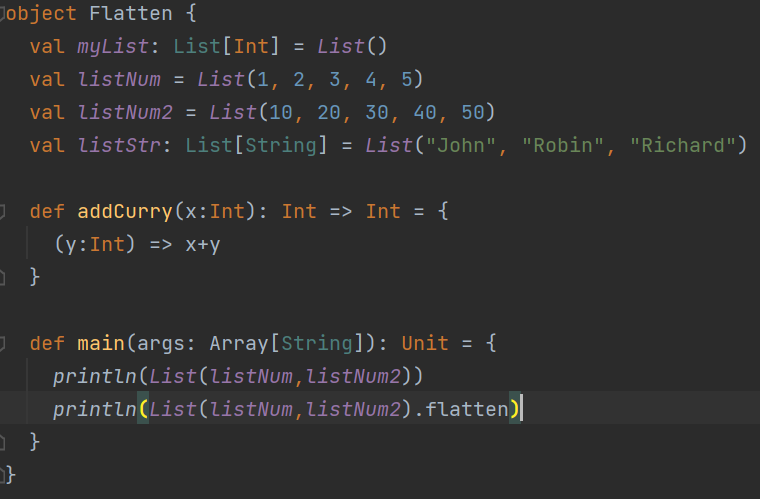 object Flatten {
  val myList: List[Int] = List()
  val listNum = List(1, 2, 3, 4, 5)
  val listNum2 = List(10, 20, 30, 40, 50)
  val listStr: List[String] = List("John", "Robin", "Richard")

  def addCurry(x:Int): Int => Int = {
    (y:Int) => x+y
  }

  def main(args: Array[String]): Unit = {
    println(List(listNum,listNum2))
    println(List(listNum,listNum2).flatten)
  }
}